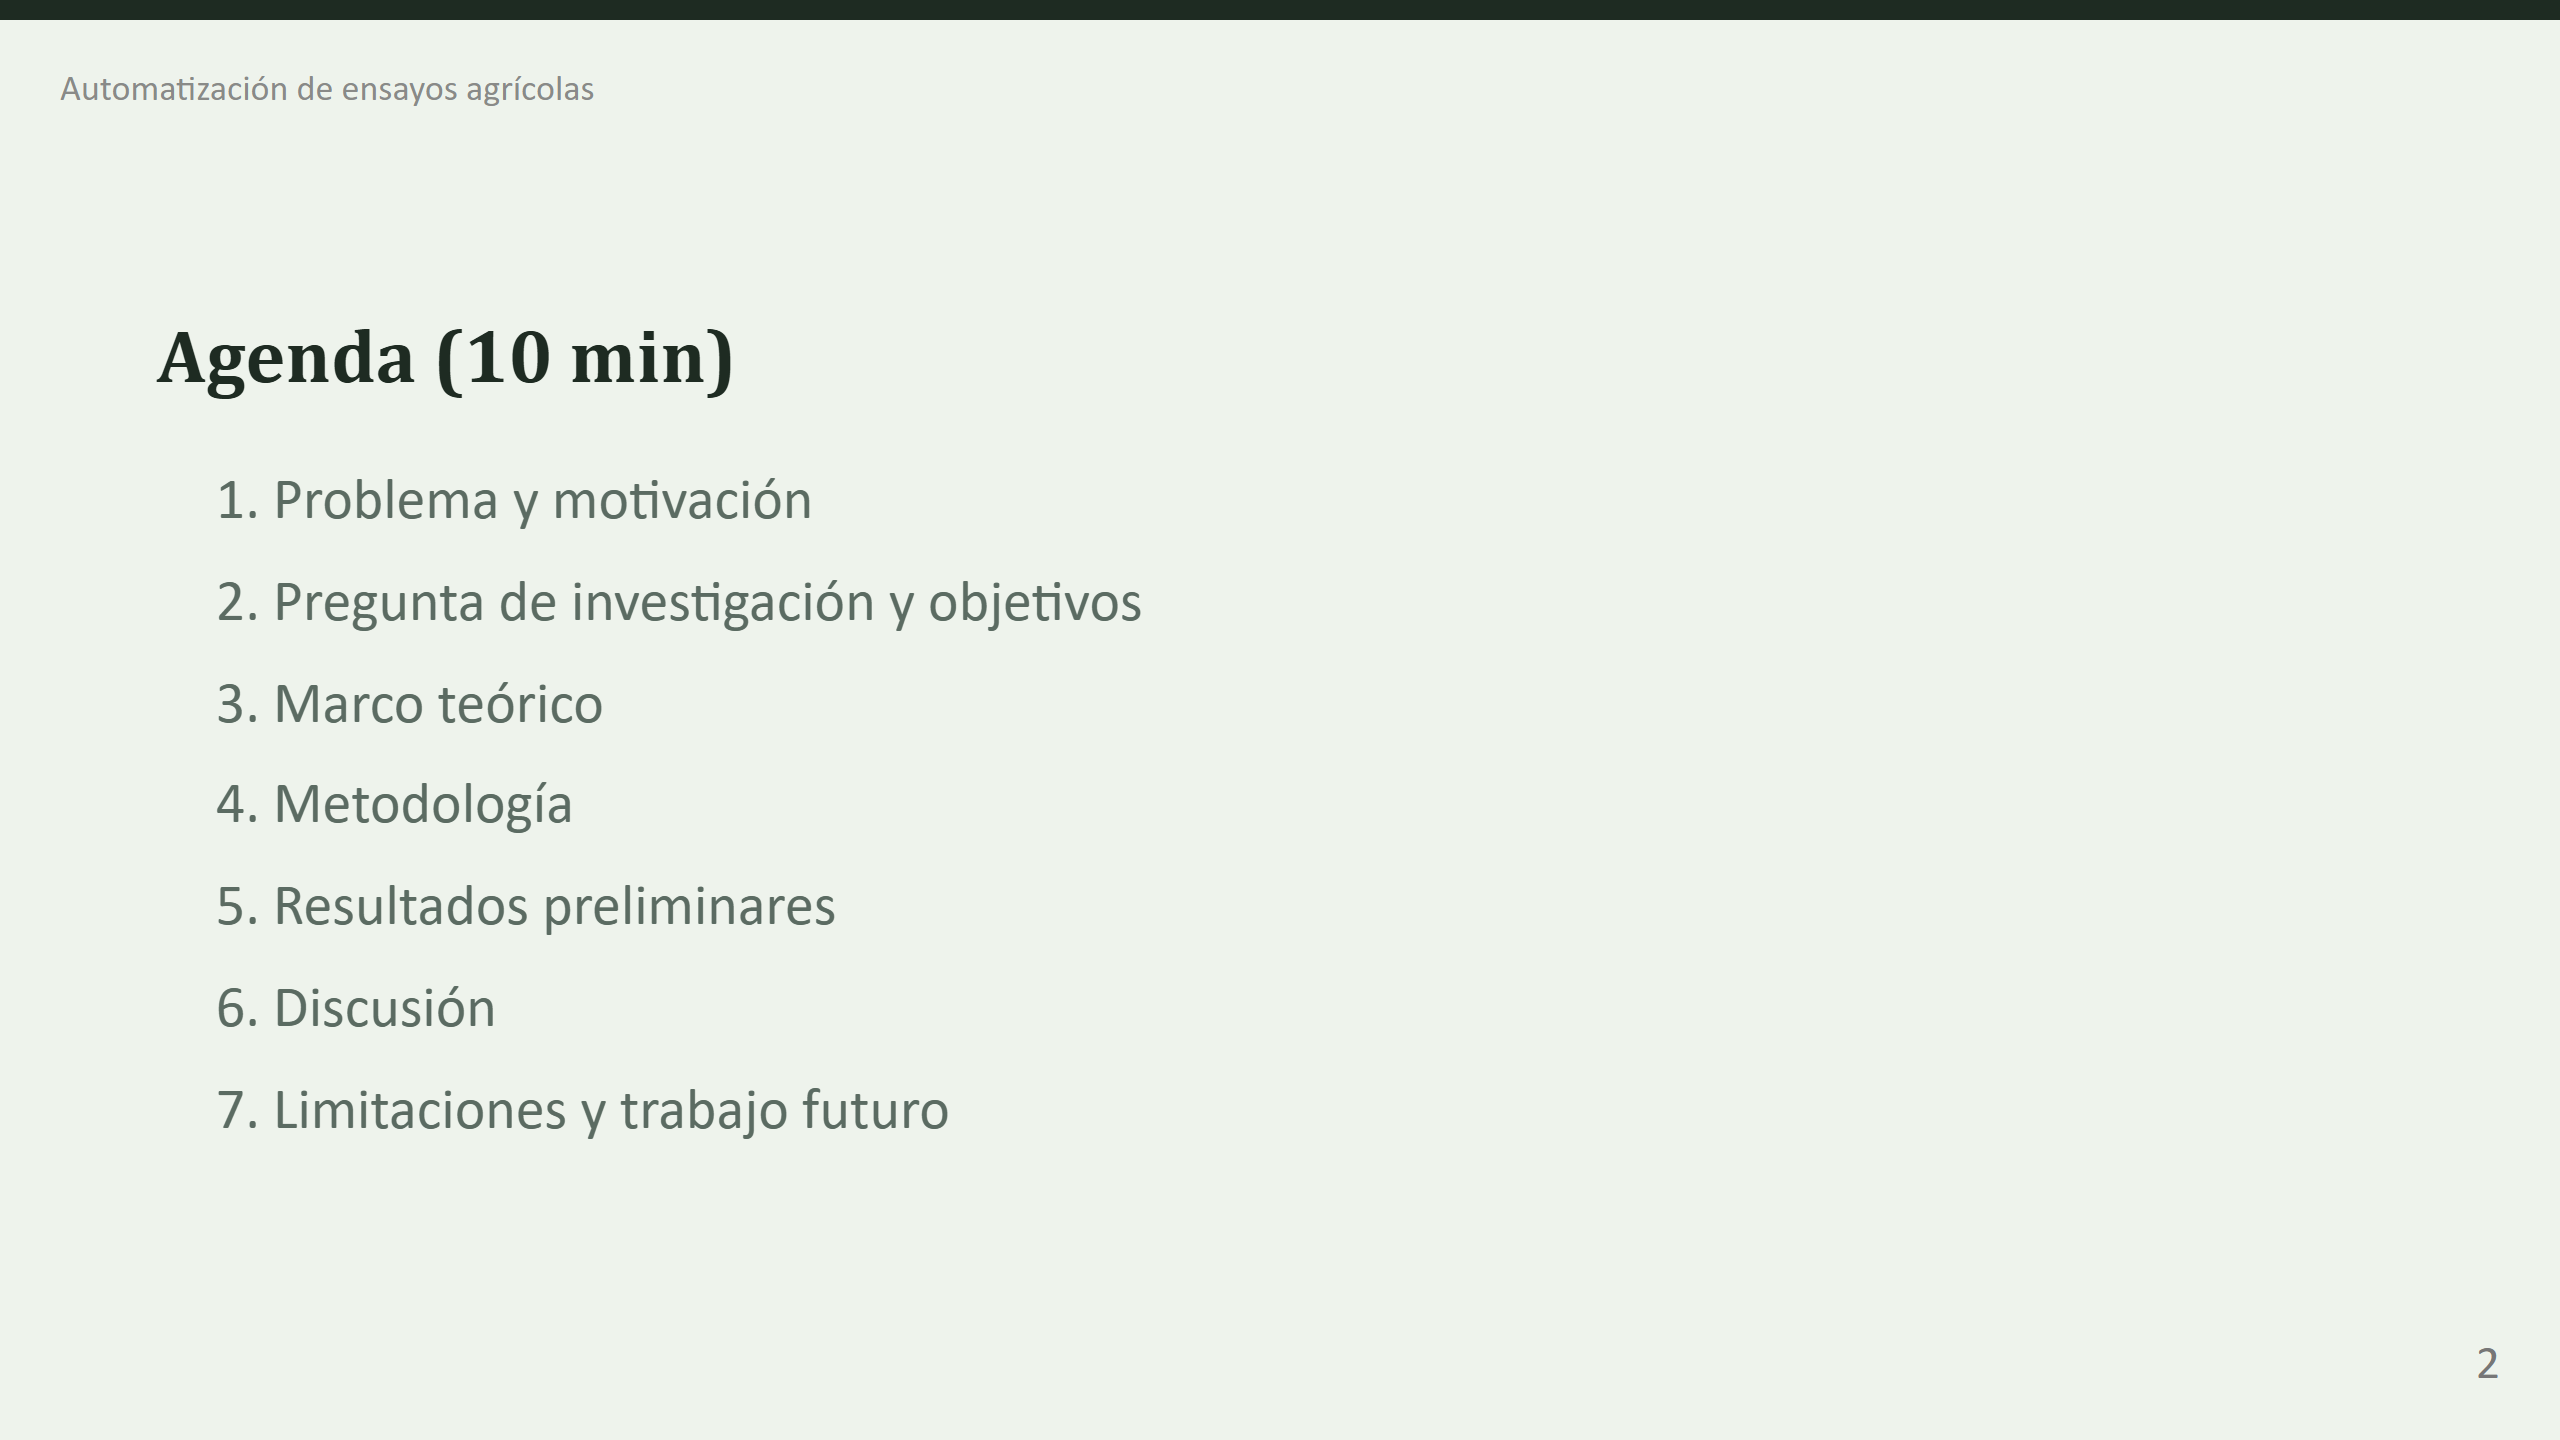 Automatización de ensayos agrícolas
Agenda (10 min)
1. Problema y motivación
2. Pregunta de investigación y objetivos
3. Marco teórico
4. Metodología
5. Resultados preliminares
6. Discusión
7. Limitaciones y trabajo futuro
2